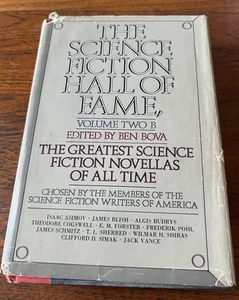 THE
SCIENCE
FICTION
HALL OF
FAME,
VOLUME TWO B
EDITED BY BEN BOVA
THE GREATEST SCIENCE
FICTION NOVELLAS
OF ALL TIME
CHOSEN BY THE MEMBERS OF THE
SCIENCE FICTION WRITERS OF AMERICA
ISAAC ASIMOV · JAMES BLISH · ALGIS BUDRYS
THEODORE COGSWELL · E. M. FORSTER · FREDERIK POHL
JAMES SCHMITZ · T. L. SHERRED · WILMAR H. SHIRAS
CLIFFORD D. SIMAK · JACK VANCE